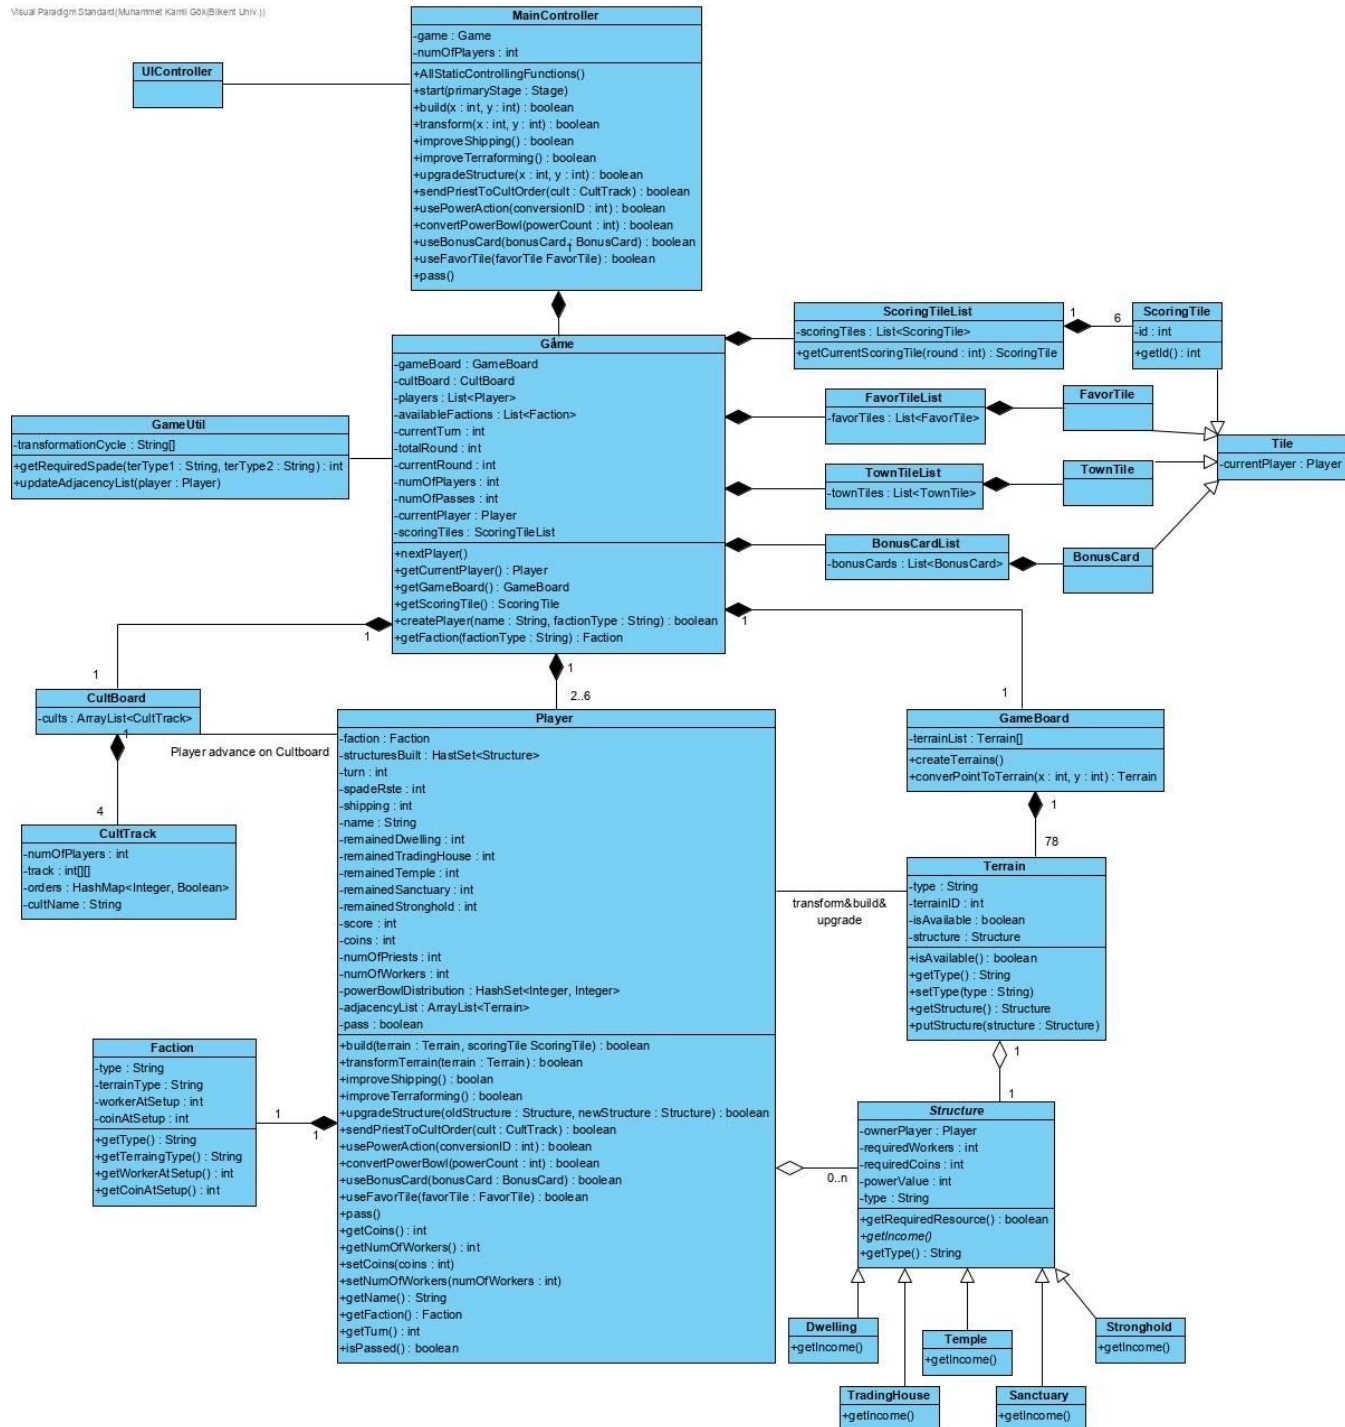 Visual Paradigm Standard(Muhammet Kamil Gök(Bilkent Univ.))
MainController
-game : Game
-numOfPlayers : int
+AllStaticControllingFunctions()
+start(primaryStage : Stage)
+build(x : int, y : int) : boolean
+transform(x : int, y : int) : boolean
+improveShipping() : boolean
+improveTerraforming() : boolean
+upgradeStructure(x : int, y : int) : boolean
+sendPriestToCultOrder(cult : CultTrack) : boolean
+usePowerAction(conversionID : int) : boolean
+convertPowerBowl(powerCount : int) : boolean
+useBonusCard(bonusCard : BonusCard) : boolean
1
+useFavorTile(favorTile FavorTile) : boolean
+pass()
UIController
1
Game
-gameBoard : GameBoard
-cultBoard : CultBoard
-players : List<Player>
-availableFactions : List<Faction>
-currentTurn : int
-totalRound : int
-currentRound : int
-numOfPlayers : int
-numOfPasses : int
-currentPlayer : Player
-scoringTiles : ScoringTileList
+nextPlayer()
+getCurrentPlayer() : Player
+getGameBoard() : GameBoard
+getScoringTile() : ScoringTile
+createPlayer(name : String, factionType : String) : boolean
+getFaction(factionType : String) : Faction
GameUtil
-transformationCycle : String[]
+getRequiredSpade(terType1 : String, terType2 : String) : int
+updateAdjacencyList(player : Player)
ScoringTileList
-scoringTiles : List<ScoringTile>
+getCurrentScoringTile(round : int) : ScoringTile
1
6
ScoringTile
-id : int
+getId() : int
FavorTileList
-favorTiles : List<FavorTile>
FavorTile
Tile
-currentPlayer : Player
TownTileList
-townTiles : List<TownTile>
TownTile
BonusCardList
-bonusCards : List<BonusCard>
BonusCard
1
1
1
1
2..6
1
CultBoard
-cults : ArrayList<CultTrack>
1
Player advance on Cultboard
4
CultTrack
-numOfPlayers : int
-track : int[][]
-orders : HashMap<Integer, Boolean>
-cultName : String
Player
-faction : Faction
-structuresBuilt : HastSet<Structure>
-turn : int
-spadeRste : int
-shipping : int
-name : String
-remainedDwelling : int
-remainedTradingHouse : int
-remainedTemple : int
-remainedSanctuary : int
-remainedStronghold : int
-score : int
-coins : int
-numOfPriests : int
-numOfWorkers : int
-powerBowlDistribution : HashSet<Integer, Integer>
-adjacencyList : ArrayList<Terrain>
-pass : boolean
+build(terrain : Terrain, scoringTile ScoringTile) : boolean
+transformTerrain(terrain : Terrain) : boolean
+improveShipping() : boolan
+improveTerraforming() : boolean
+upgradeStructure(oldStructure : Structure, newStructure : Structure) : boolean
+sendPriestToCultOrder(cult : CultTrack) : boolean
+usePowerAction(conversionID : int) : boolean
+convertPowerBowl(powerCount : int) : boolean
+useBonusCard(bonusCard : BonusCard) : boolean
+useFavorTile(favorTile : FavorTile) : boolean
+pass()
+getCoins() : int
+getNumOfWorkers() : int
+setCoins(coins : int)
+setNumOfWorkers(numOfWorkers : int)
+getName() : String
+getFaction() : Faction
+getTurn() : int
+isPassed() : boolean
GameBoard
-terrainList : Terrain[]
+createTerrains()
+converPointToTerrain(x : int, y : int) : Terrain
1
78
transform&build&
upgrade
Terrain
-type : String
-terrainID : int
-isAvailable : boolean
-structure : Structure
+isAvailable() : boolean
+getType() : String
+setType(type : String)
+getStructure() : Structure
+putStructure(structure : Structure)
1
1
Faction
-type : String
-terrainType : String
-workerAtSetup : int
-coinAtSetup : int
+getType() : String
+getTerraingType() : String
+getWorkerAtSetup() : int
+getCoinAtSetup() : int
1
1
0..n
Structure
-ownerPlayer : Player
-requiredWorkers : int
-requiredCoins : int
-powerValue : int
-type : String
+getRequiredResource() : boolean
+getIncome()
+getType() : String
Dwelling
+getIncome()
Temple
+getIncome()
Stronghold
+getIncome()
TradingHouse
+getIncome()
Sanctuary
+getIncome()